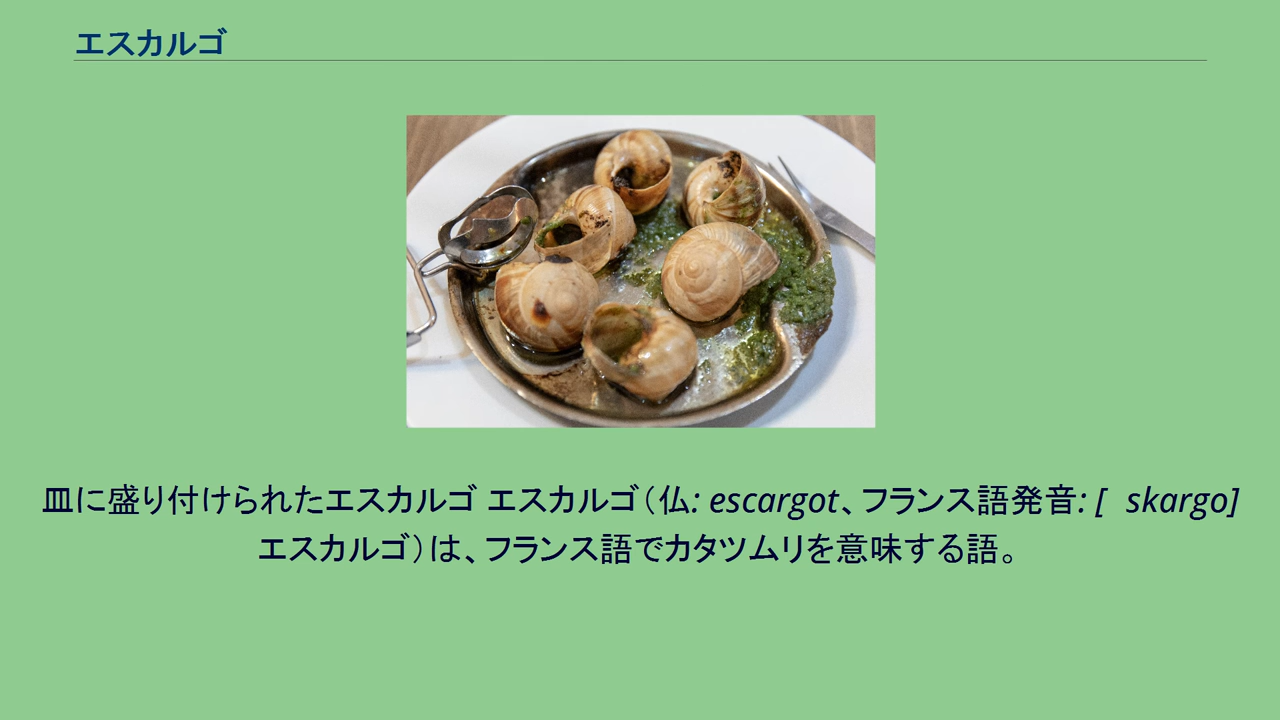 エスカルゴ
皿に盛り付けられたエスカルゴ エスカルゴ（仏: escargot、フランス語発音: [ skargo]
エスカルゴ）は、フランス語でカタツムリを意味する語。